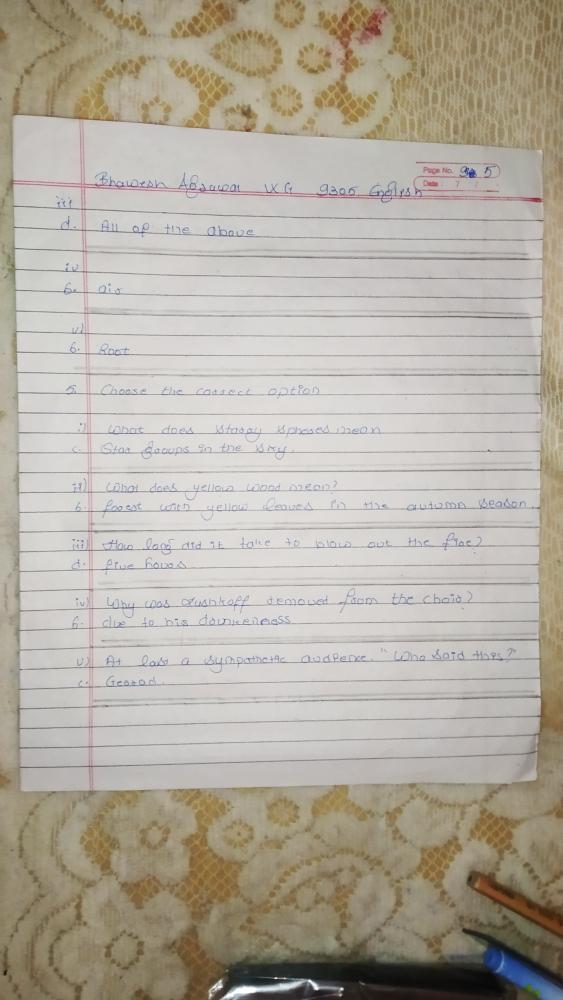 Page No. 5
Date / /
Bhawesh Agrawal IX G 9305 English
iii
d. All of the above
iv
b. air
v)
b. Root
5. Choose the correct option
i) What does starry spheres mean
c. Star groups in the sky.
ii) What does yellow wood mean?
b. forest with yellow leaves in the autumn season.
iii) How long did it take to blow out the fire?
d. five hours
iv) Why was removed from the choir?
b. due to his drunkenness
v) At last a sympathetic audience. "Who said this?"
c. Gerrard.